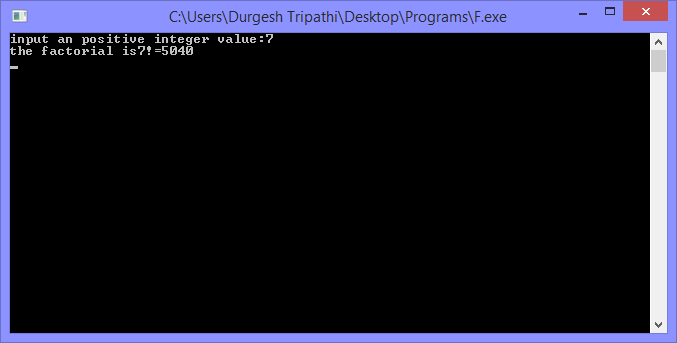 C:\Users\Durgesh Tripathi\Desktop\Programs\F.exe
input an positive integer value:7
the factorial is7!=5040